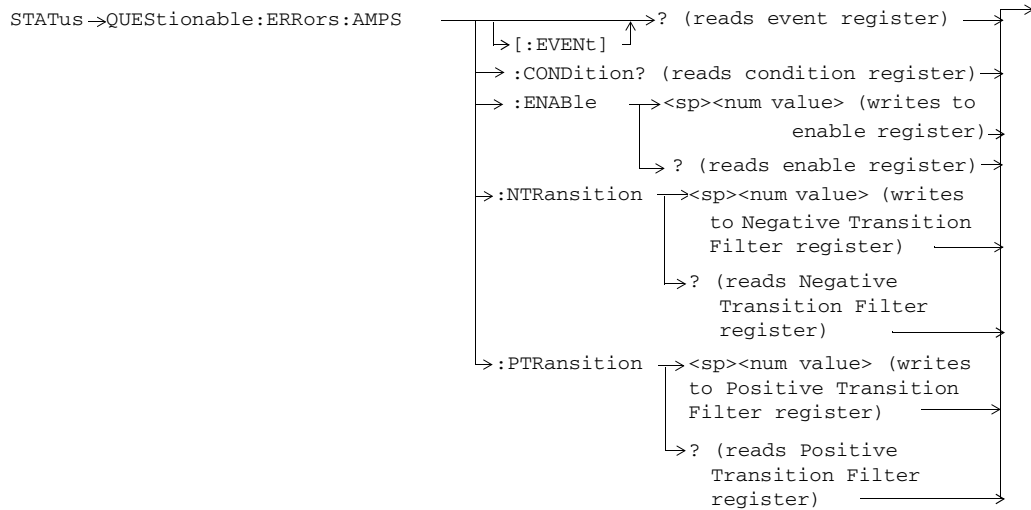 STATus QUEStionable:ERRors:AMPS ? (reads event register)
[:EVENt]
:CONDition? (reads condition register)
:ENABle <sp><num value> (writes to
enable register)
? (reads enable register)
:NTRansition <sp><num value> (writes
to Negative Transition
Filter register)
? (reads Negative
Transition Filter
register)
:PTRansition <sp><num value> (writes
to Positive Transition
Filter register)
? (reads Positive
Transition Filter
register)